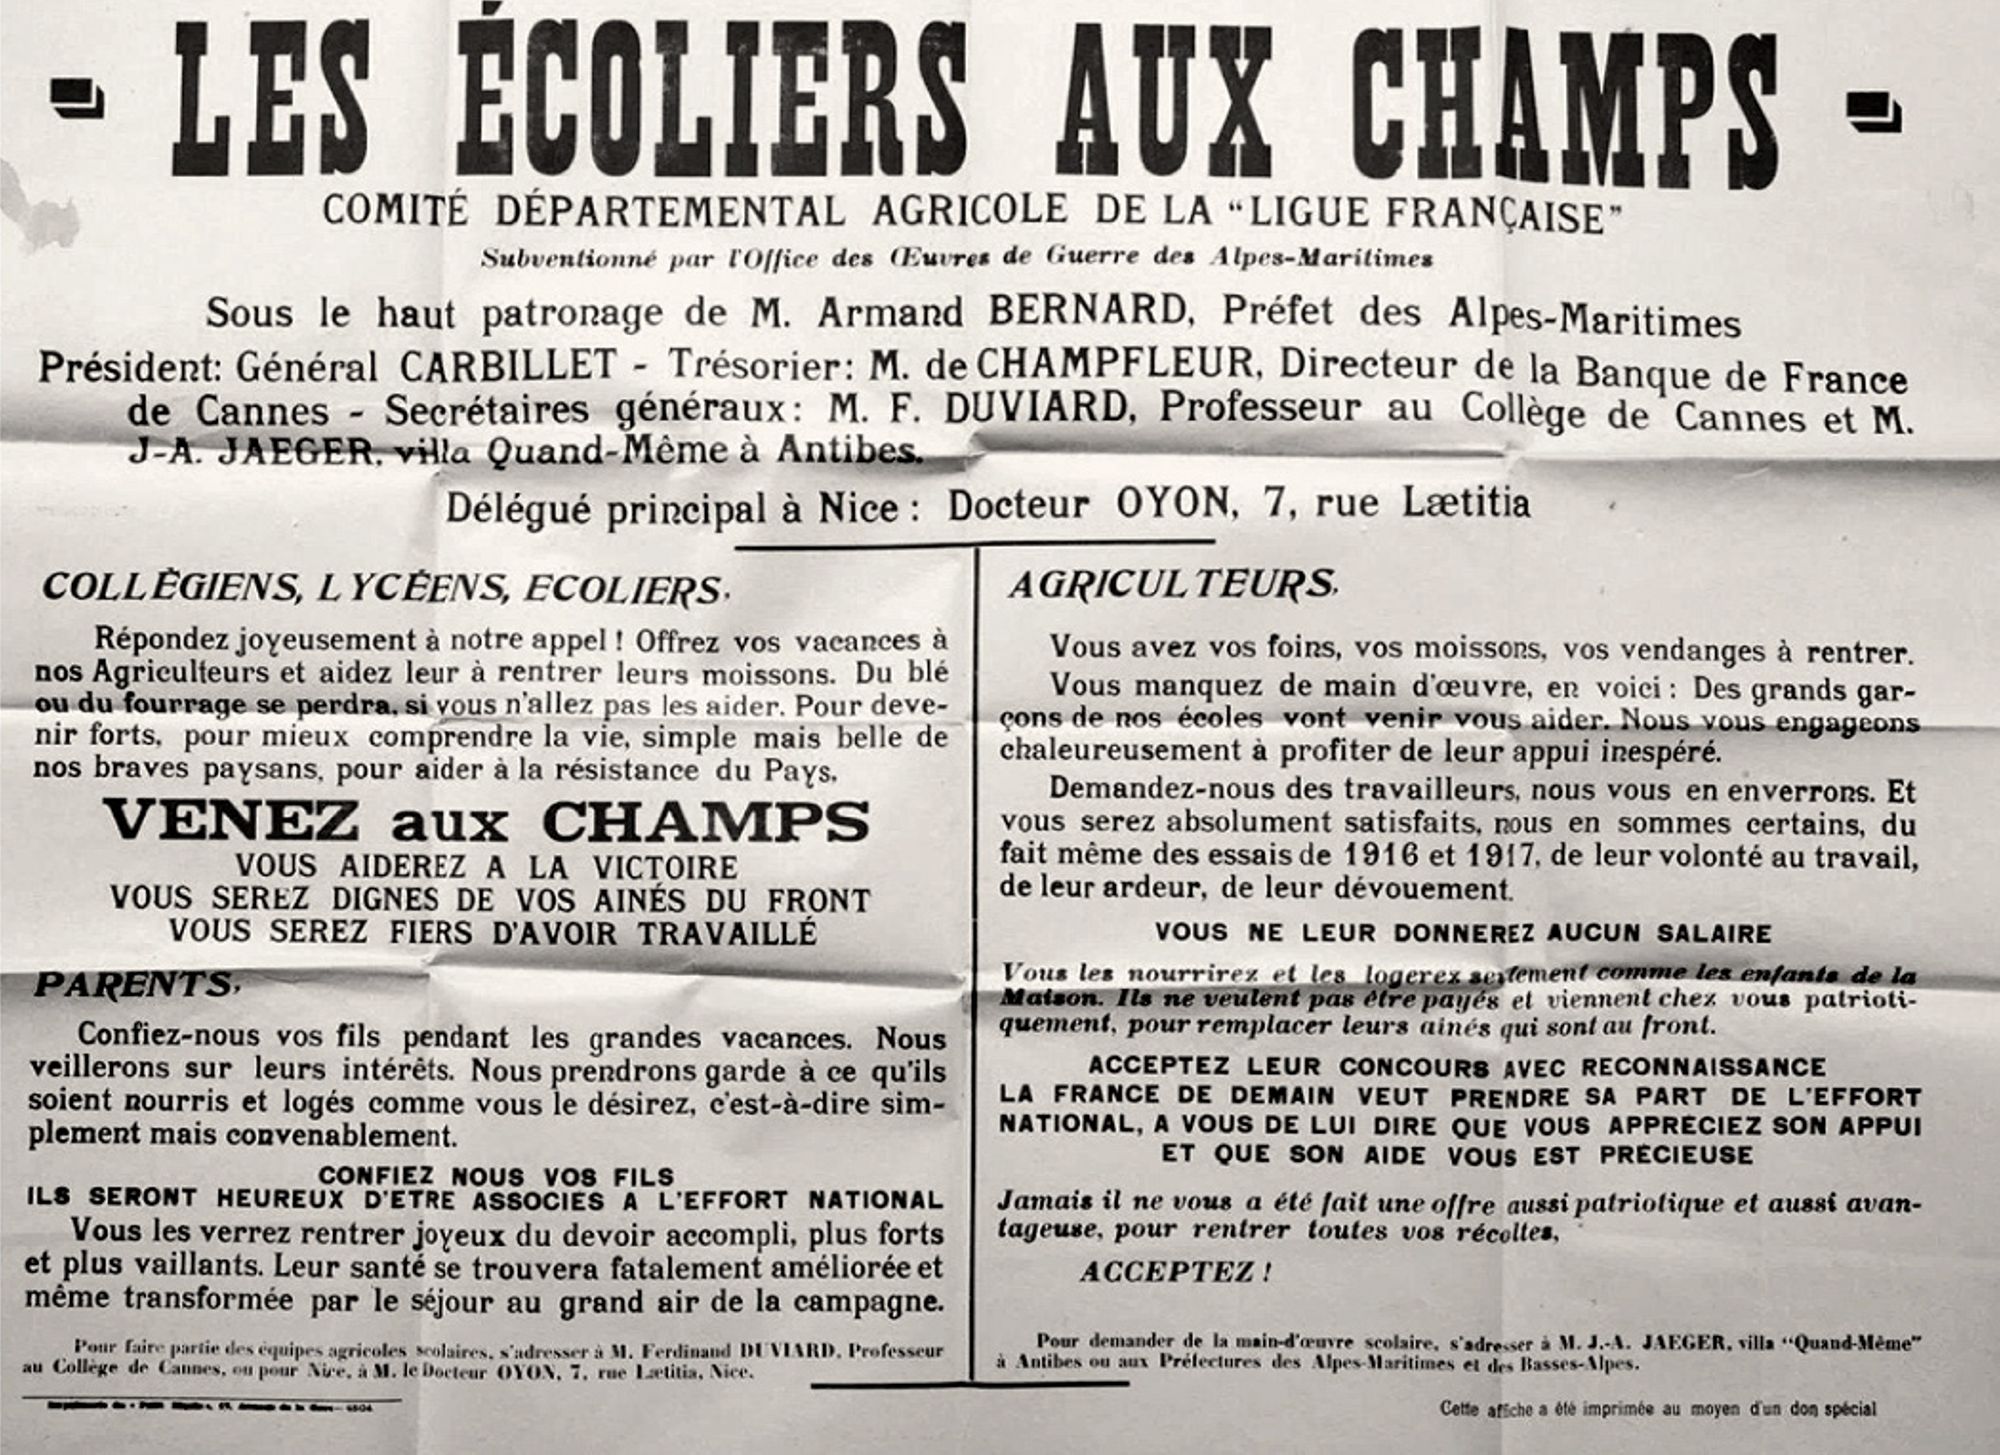 - LES ÉCOLIERS AUX CHAMPS -
COMITÉ DÉPARTEMENTAL AGRICOLE DE LA "LIGUE FRANÇAISE"
Subventionné par l'Office des Œuvres de Guerre des Alpes-Maritimes
Sous le haut patronage de M. Armand BERNARD, Préfet des Alpes-Maritimes
Président: Général CARBILLET - Trésorier: M. de CHAMPFLEUR, Directeur de la Banque de France
de Cannes - Secrétaires généraux: M. F. DUVIARD, Professeur au Collège de Cannes et M.
J-A. JAEGER, villa Quand-Même à Antibes.
Délégué principal à Nice : Docteur OYON, 7, rue Lætitia
COLLÈGIENS, LYCÉENS, ECOLIERS,
Répondez joyeusement à notre appel ! Offrez vos vacances à
nos Agriculteurs et aidez leur à rentrer leurs moissons. Du blé
ou du fourrage se perdra, si vous n'allez pas les aider. Pour deve-
nir forts, pour mieux comprendre la vie, simple mais belle de
nos braves paysans, pour aider à la résistance du Pays,
VENEZ aux CHAMPS
VOUS AIDEREZ A LA VICTOIRE
VOUS SEREZ DIGNES DE VOS AINÉS DU FRONT
VOUS SEREZ FIERS D'AVOIR TRAVAILLÉ
PARENTS,
Confiez-nous vos fils pendant les grandes vacances. Nous
veillerons sur leurs intérêts. Nous prendrons garde à ce qu'ils
soient nourris et logés comme vous le désirez, c'est-à-dire sim-
plement mais convenablement.
CONFIEZ NOUS VOS FILS
ILS SERONT HEUREUX D'ETRE ASSOCIÉS A L'EFFORT NATIONAL
Vous les verrez rentrer joyeux du devoir accompli, plus forts
et plus vaillants. Leur santé se trouvera fatalement améliorée et
même transformée par le séjour au grand air de la campagne.
Pour faire partie des équipes agricoles scolaires, s'adresser à M. Ferdinand DUVIARD, Professeur
au Collège de Cannes, ou pour Nice, à M. le Docteur OYON, 7, rue Lætitia, Nice.
AGRICULTEURS,
Vous avez vos foins, vos moissons, vos vendanges à rentrer.
Vous manquez de main d'œuvre, en voici : Des grands gar-
çons de nos écoles vont venir vous aider. Nous vous engageons
chaleureusement à profiter de leur appui inespéré.
Demandez-nous des travailleurs, nous vous en enverrons. Et
vous serez absolument satisfaits, nous en sommes certains, du
fait même des essais de 1916 et 1917, de leur volonté au travail,
de leur ardeur, de leur dévouement.
VOUS NE LEUR DONNEREZ AUCUN SALAIRE
Vous les nourrirez et les logerez seulement comme les enfants de la
Maison. Ils ne veulent pas être payés et viennent chez vous patrioti-
quement, pour remplacer leurs ainés qui sont au front.
ACCEPTEZ LEUR CONCOURS AVEC RECONNAISSANCE
LA FRANCE DE DEMAIN VEUT PRENDRE SA PART DE L'EFFORT
NATIONAL, A VOUS DE LUI DIRE QUE VOUS APPRÉCIEZ SON APPUI
ET QUE SON AIDE VOUS EST PRÉCIEUSE
Jamais il ne vous a été fait une offre aussi patriotique et aussi avan-
tageuse, pour rentrer toutes vos récoltes,
ACCEPTEZ !
Pour demander de la main-d'œuvre scolaire, s'adresser à M. J.-A. JAEGER, villa "Quand-Même"
à Antibes ou aux Préfectures des Alpes-Maritimes et des Basses-Alpes.
Cette affiche a été imprimée au moyen d'un don spécial